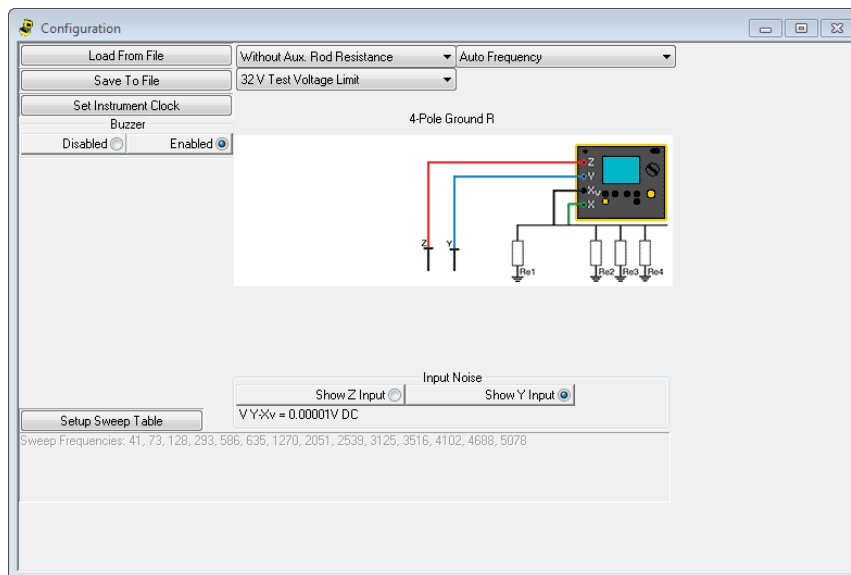 Configuration
Load From File
Without Aux. Rod Resistance
Auto Frequency
Save To File
32 V Test Voltage Limit
Set Instrument Clock
Buzzer
Disabled
Enabled
4-Pole Ground R
Z
Y
Xv
X
Z
Y
Re1
Re2
Re3
Re4
Input Noise
Show Z Input
Show Y Input
V Y-Xv = 0.00001V DC
Setup Sweep Table
Sweep Frequencies: 41, 73, 128, 293, 586, 635, 1270, 2051, 2539, 3125, 3516, 4102, 4688, 5078